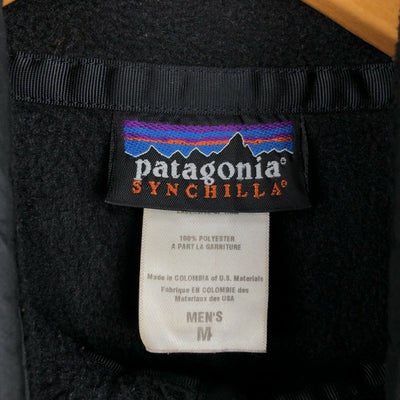 patagonia®
SYNCHILLA®
100% POLYESTER
A PART LA GARNITURE
Made in COLOMBIA of U.S. Materials
Fabrique EN COLOMBIE des
Materiaux des USA
MEN'S
M